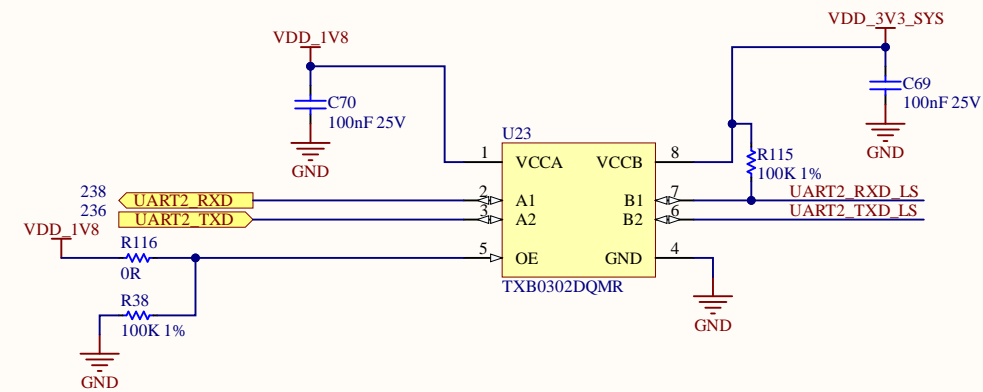 VDD_3V3_SYS
VDD_1V8
C70
100nF 25V
GND
C69
100nF 25V
GND
U23
1 VCCA VCCB 8
R115
100K 1%
238 UART2_RXD 2 A1 B1 7 UART2_RXD_LS
236 UART2_TXD 3 A2 B2 6 UART2_TXD_LS
VDD_1V8
R116
0R
5 OE GND 4
TXB0302DQMR
R38
100K 1%
GND
GND